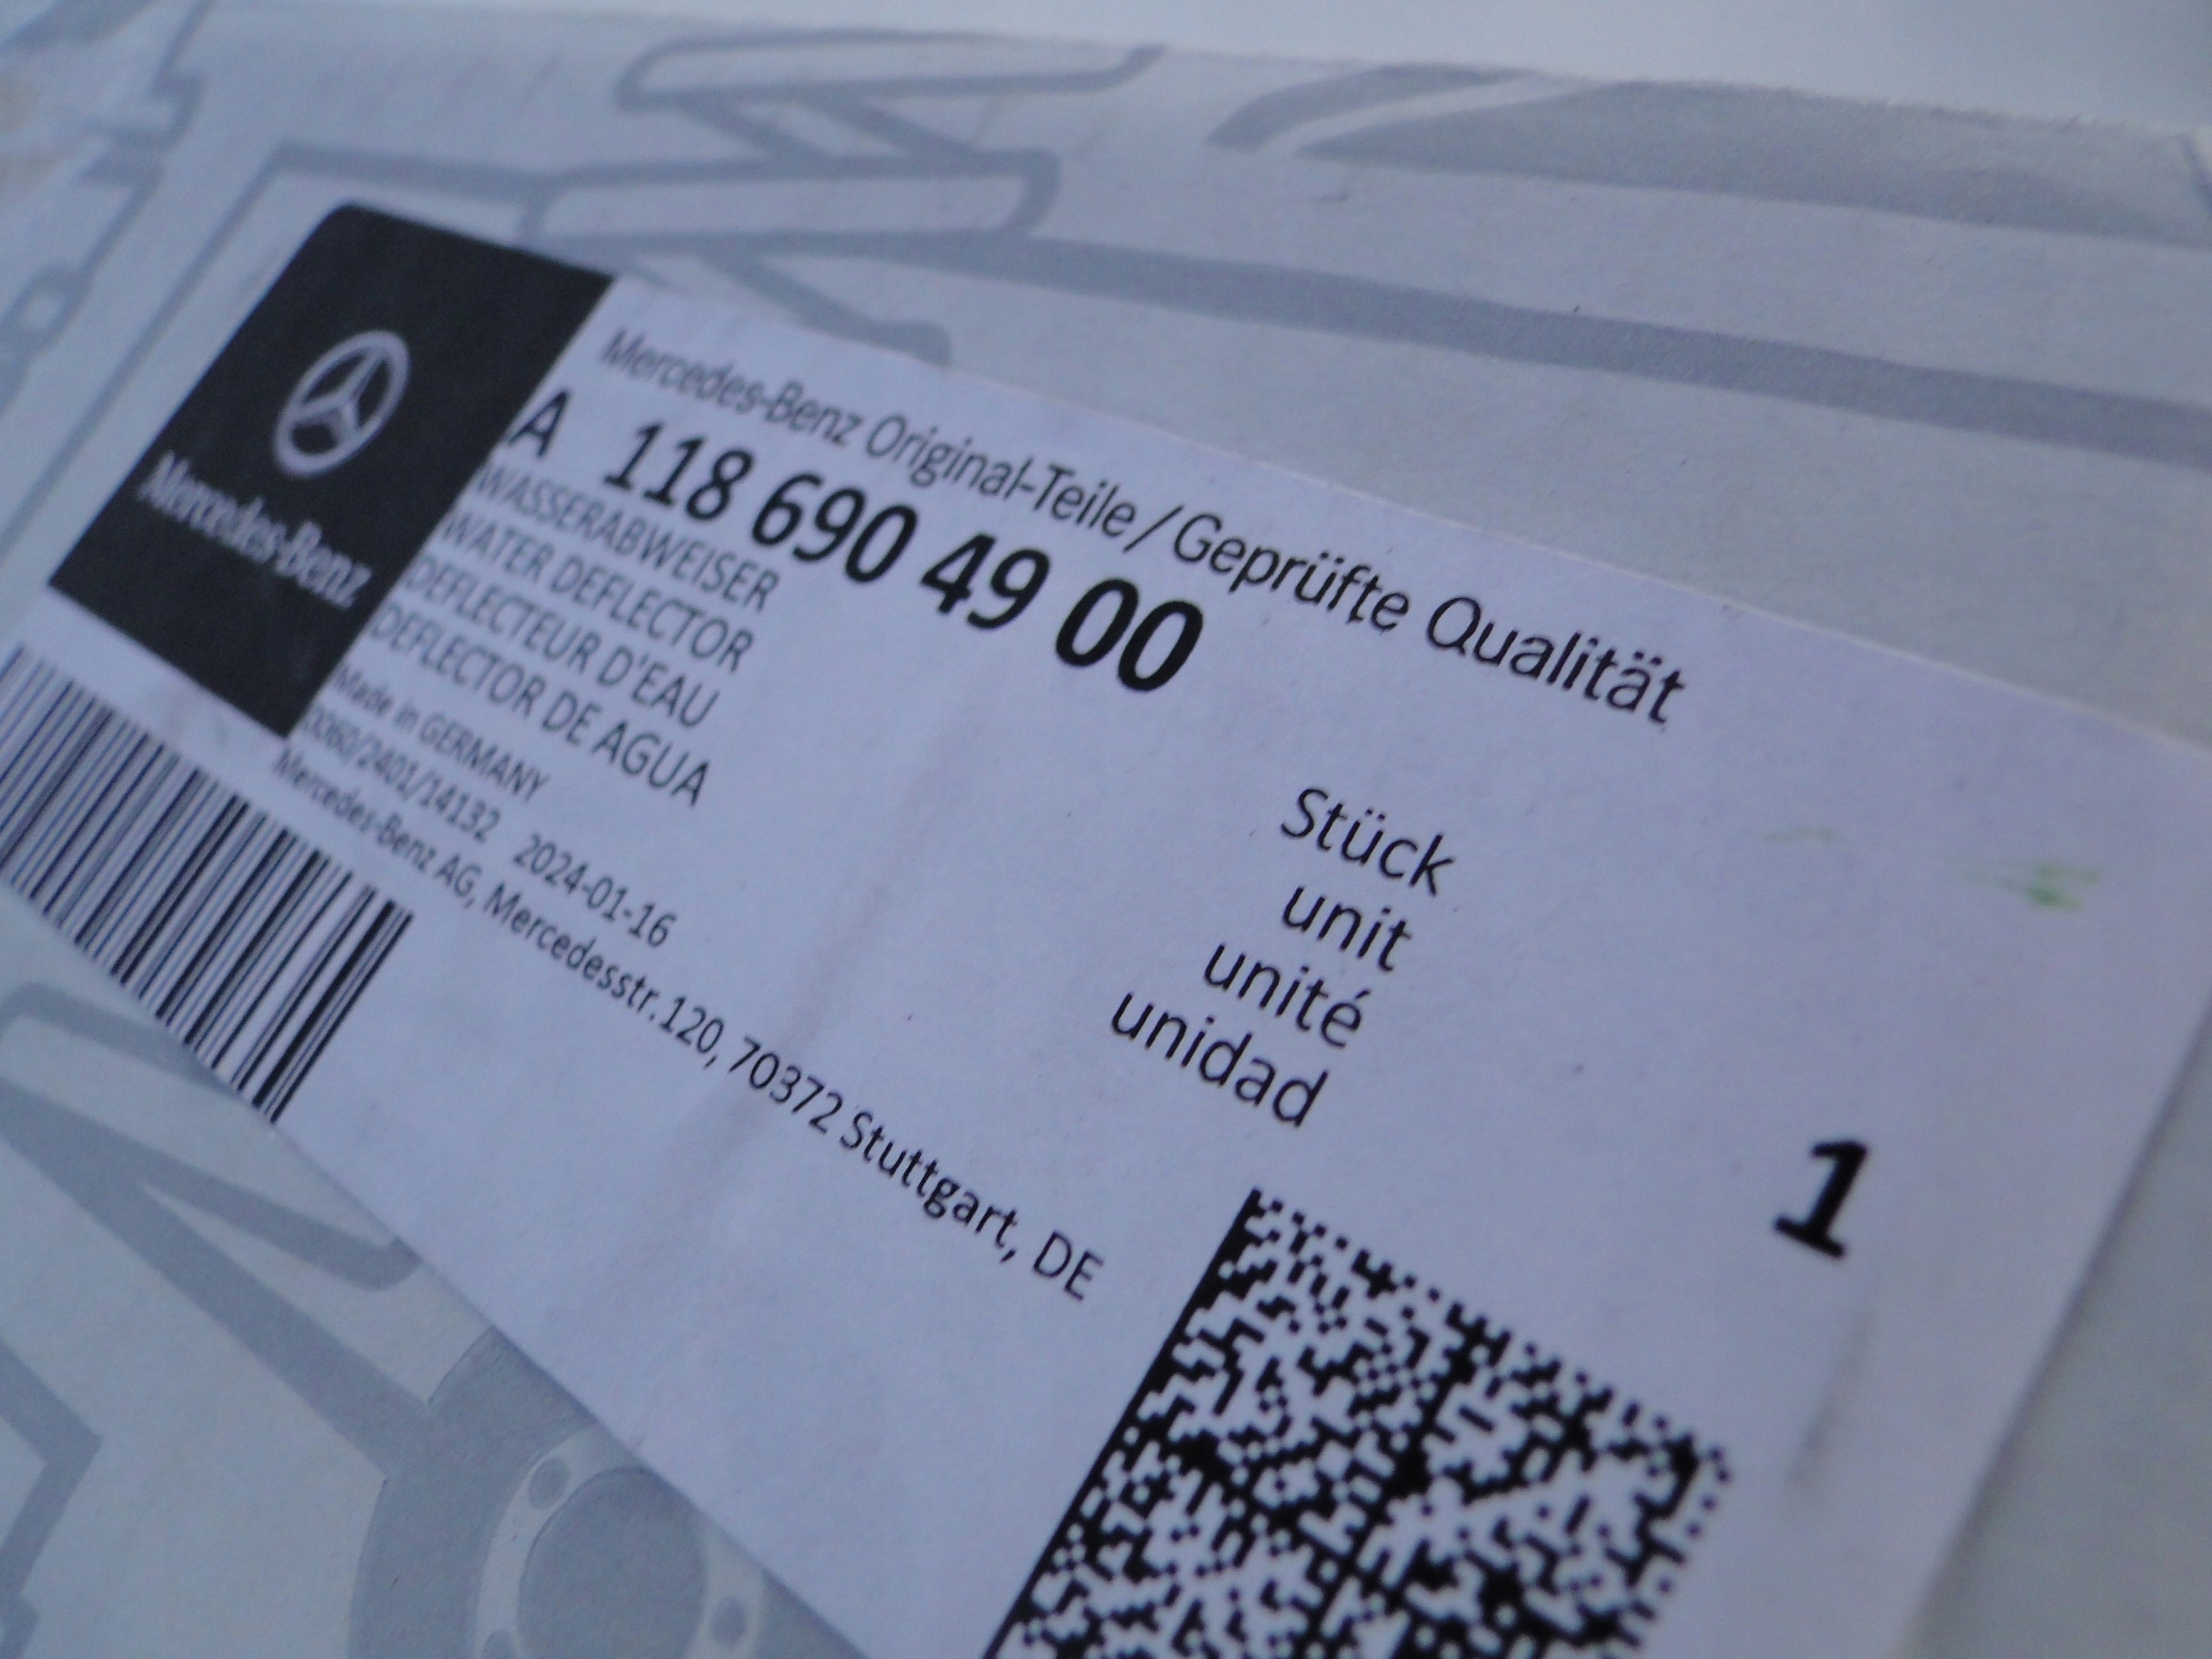 Mercedes-Benz
Mercedes-Benz Original-Teile / Geprüfte Qualität
A 118 690 49 00
WASSERABWEISER
WATER DEFLECTOR
DEFLECTEUR D'EAU
DEFLECTOR DE AGUA
Made in GERMANY
0060/2401/14132 2024-01-16
Mercedes-Benz AG, Mercedesstr.120, 70372 Stuttgart, DE
Stück
unit
unité
unidad
1